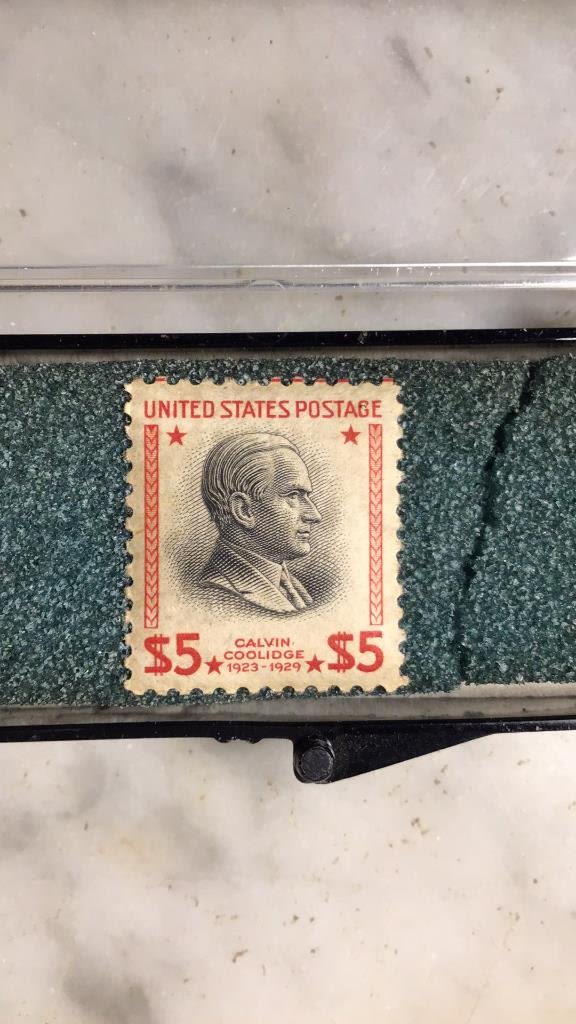 UNITED STATES POSTAGE
$5 CALVIN $5
COOLIDGE
1923-1929